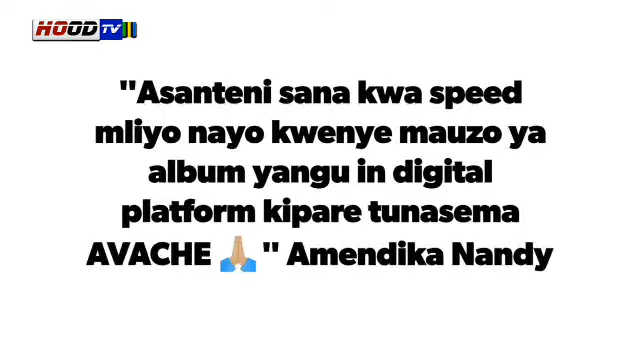 HOOD TV
"Asanteni sana kwa speed
mliyo nayo kwenye mauzo ya
album yangu in digital
platform kipare tunasema
AVACHE 🙏🏼" Amendika Nandy